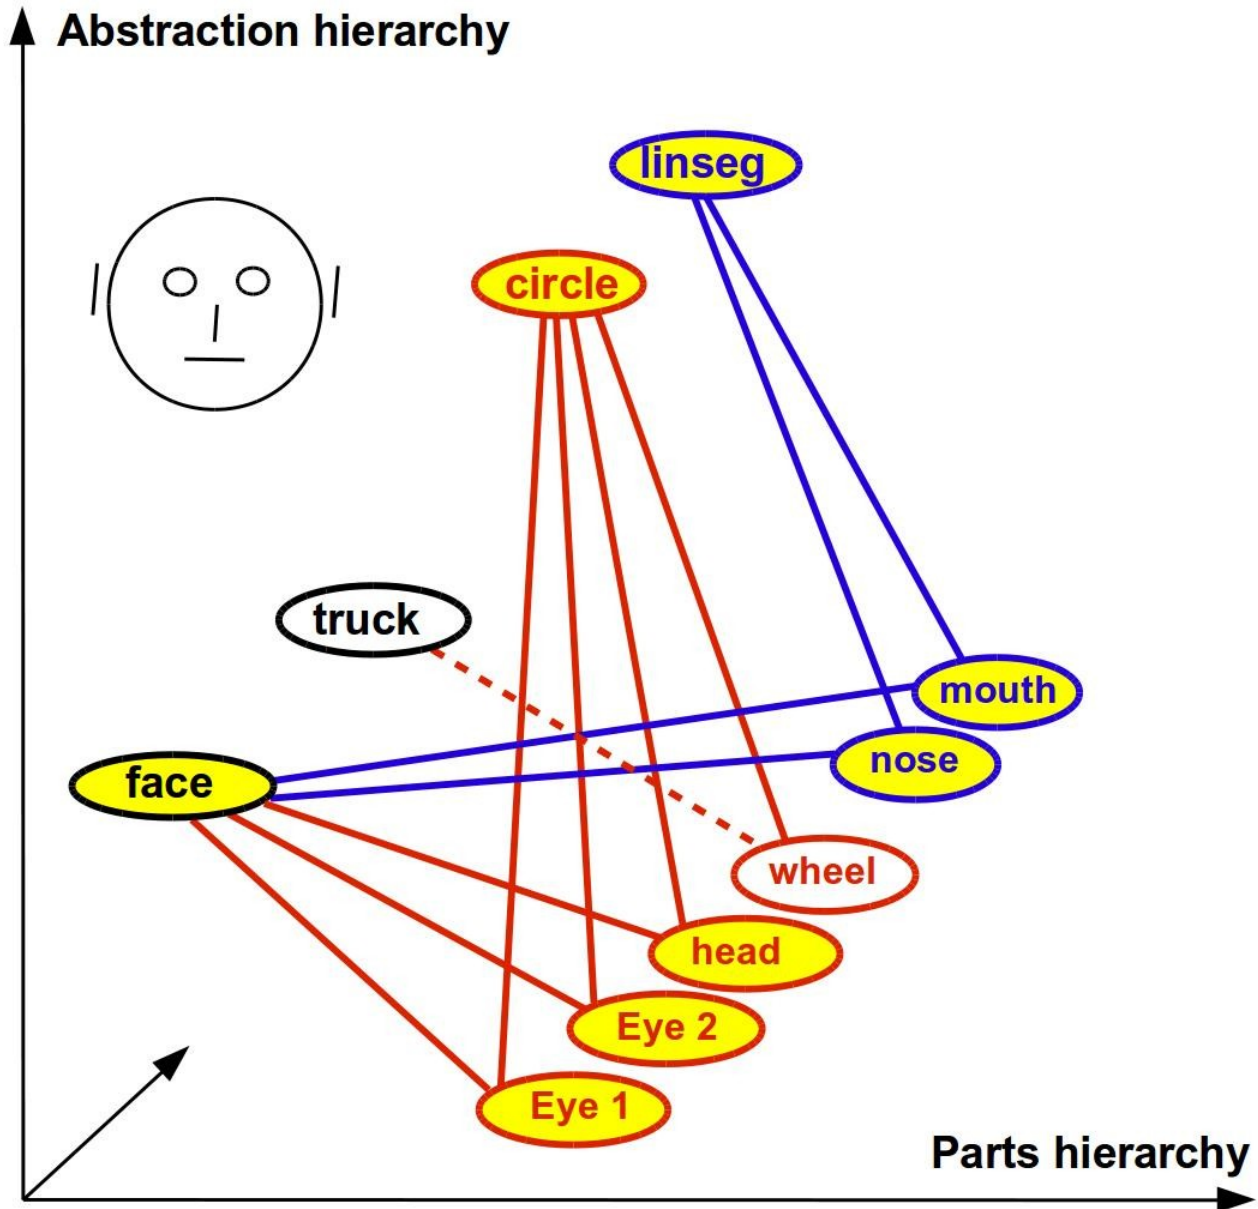 Abstraction hierarchy
linseg
circle
truck
mouth
nose
face
wheel
head
Eye 2
Eye 1
Parts hierarchy